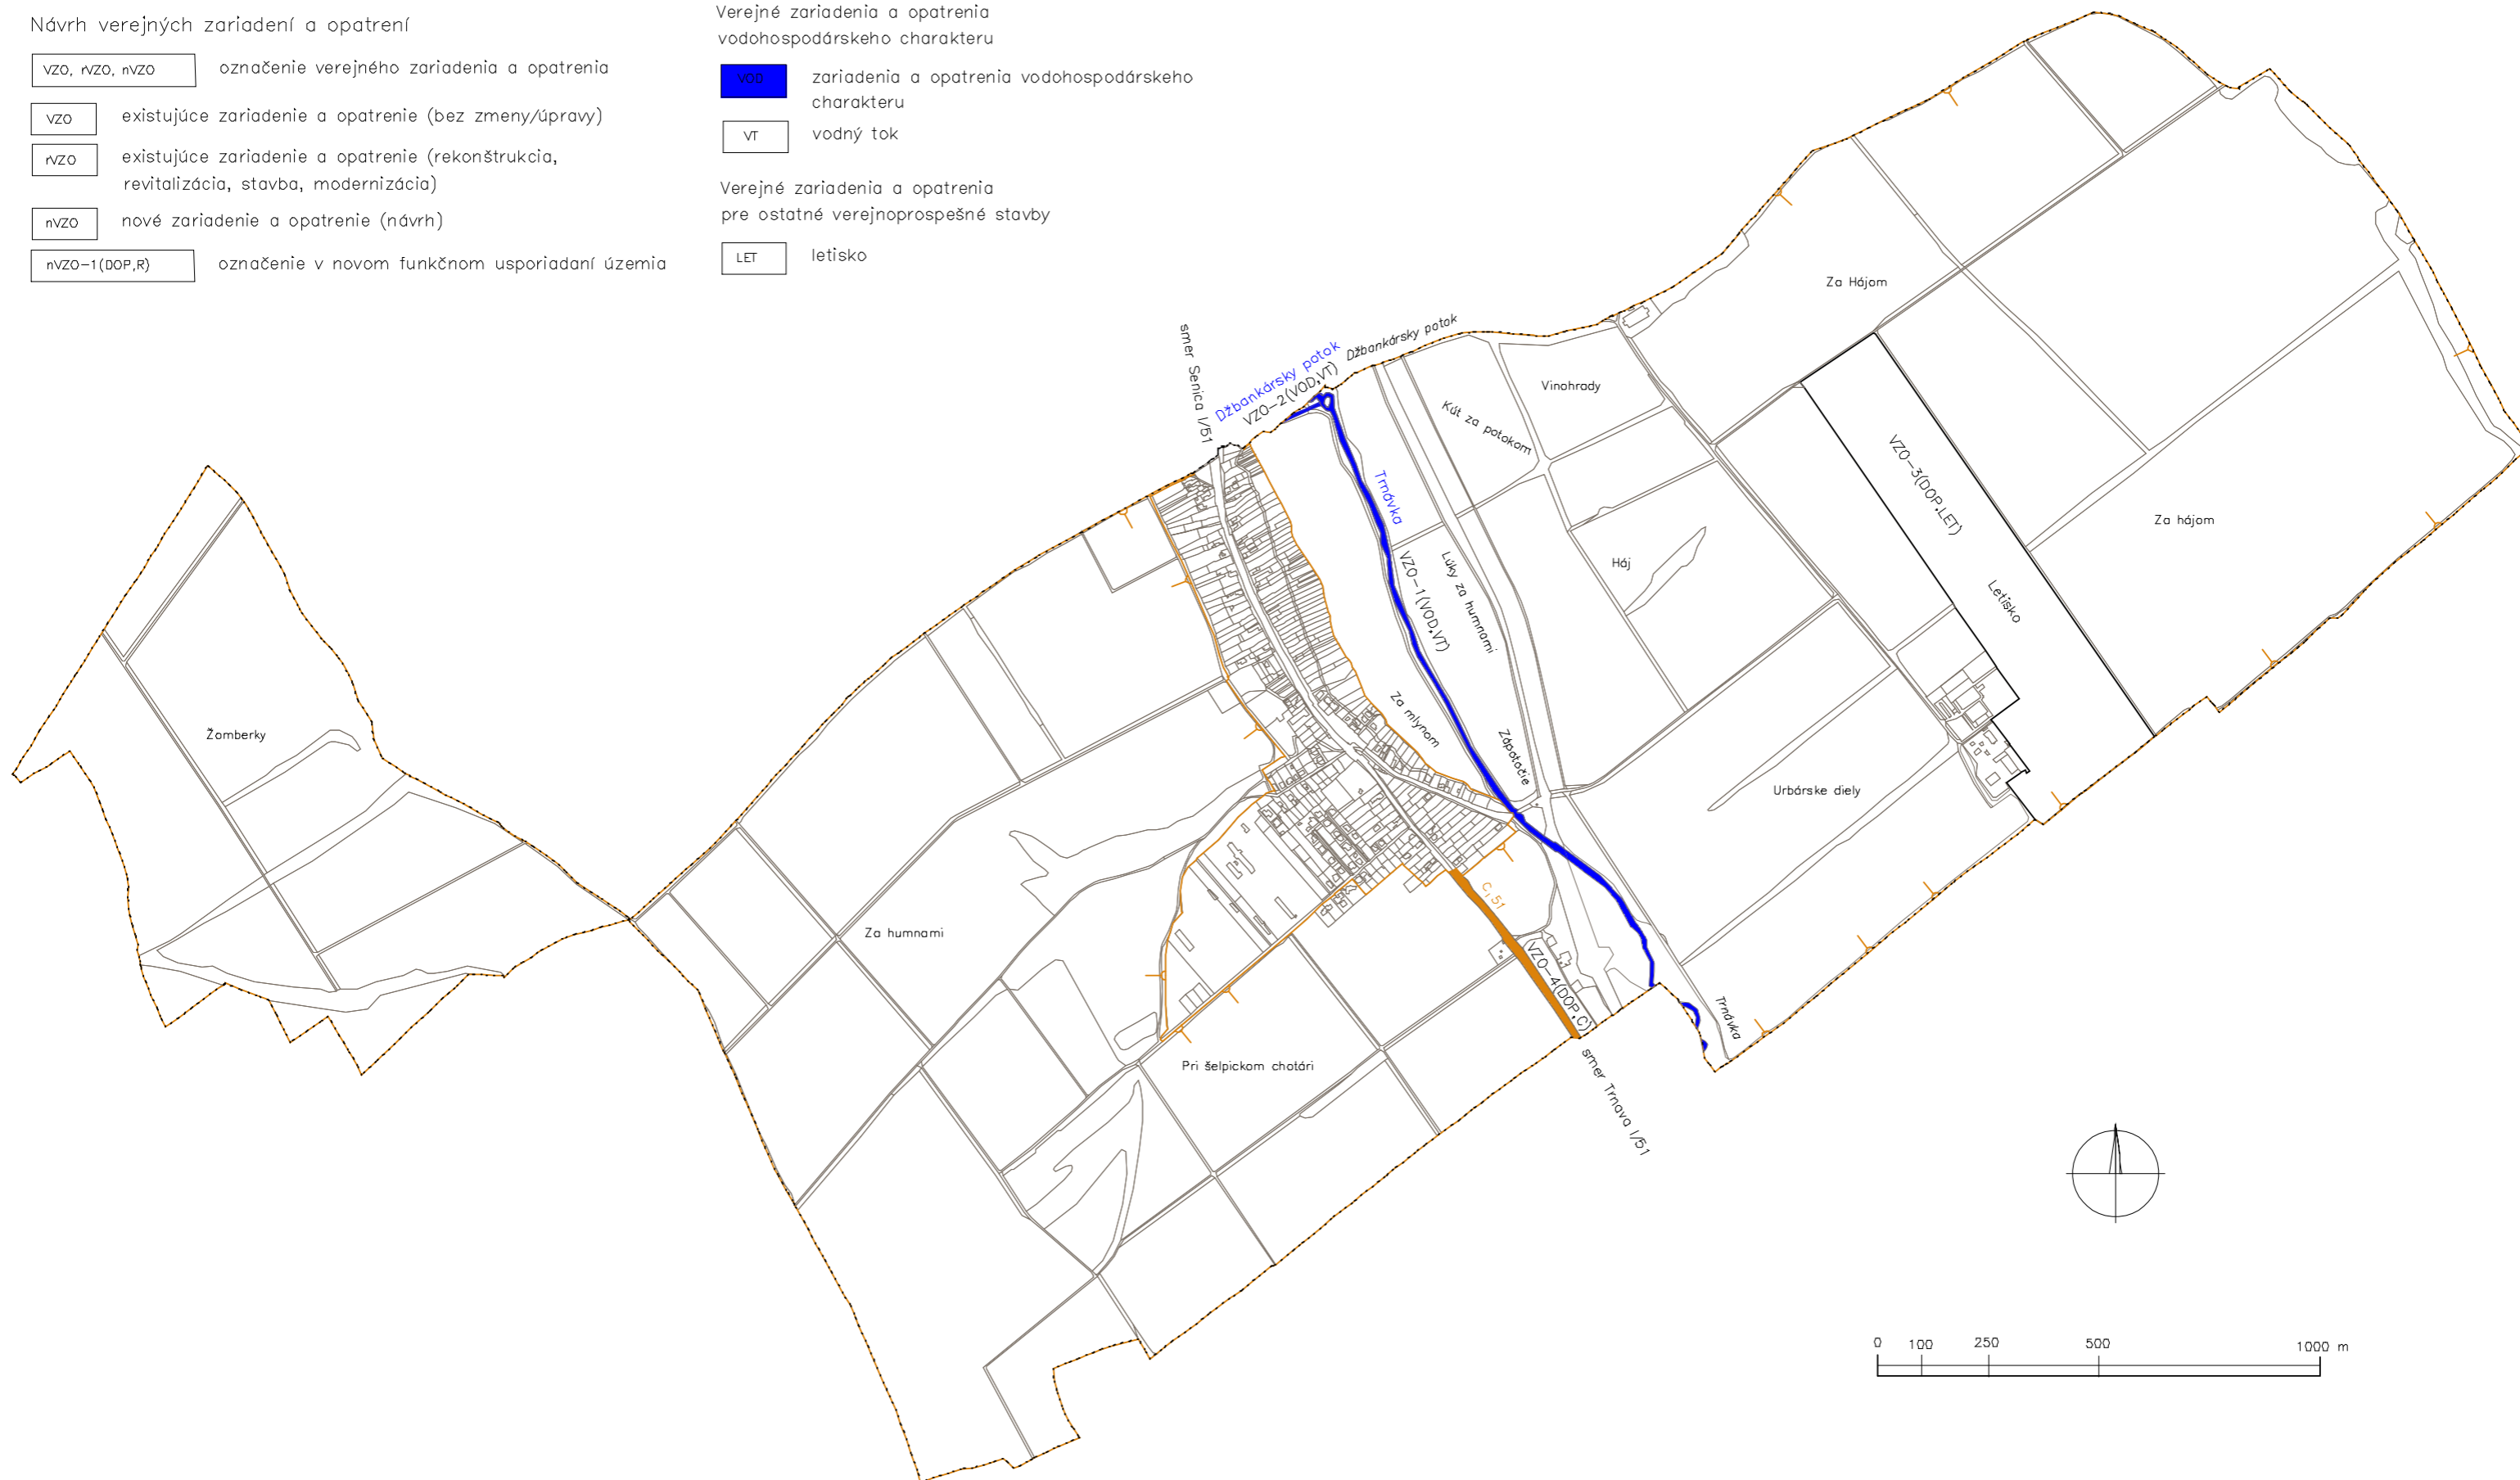 Návrh verejných zariadení a opatrení
VZO, rVZO, nVZO
označenie verejného zariadenia a opatrenia
VZO
existujúce zariadenie a opatrenie (bez zmeny/úpravy)
rVZO
existujúce zariadenie a opatrenie (rekonštrukcia,
revitalizácia, stavba, modernizácia)
nVZO
nové zariadenie a opatrenie (návrh)
nVZO-1(DOP,R)
označenie v novom funkčnom usporiadaní územia
Verejné zariadenia a opatrenia
vodohospodárskeho charakteru
VOD
zariadenia a opatrenia vodohospodárskeho
charakteru
VT
vodný tok
Verejné zariadenia a opatrenia
pre ostatné verejnoprospešné stavby
LET
letisko
smer Senica I/51
Džbankársky potok
VZO-2(VOD,VT)
Džbankársky potok
Za Hájom
Vinohrady
Kút za potokom
Trnávka
VZO-1(VOD,VT)
Lúky za humnami
Háj
VZO-3(DOP,LET)
Letisko
Za hájom
Žomberky
Za mlynom
Zápotočie
Urbárske diely
C,51
Za humnami
VZO-4(DOP,C)
Trnávka
Pri šelpickom chotári
smer Trnava I/51
0 100 250 500 1000 m